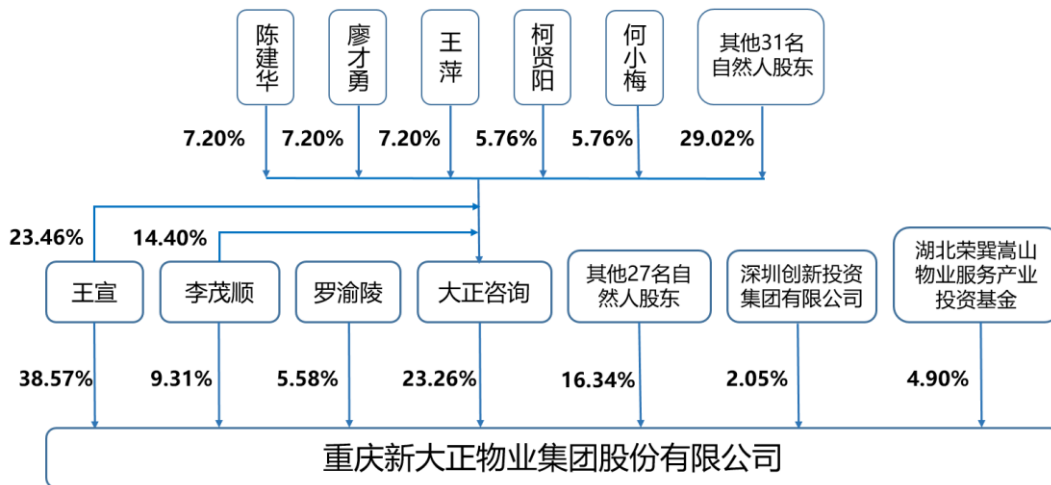 陈建华
廖才勇
王萍
柯贤阳
何小梅
其他31名
自然人股东
7.20%
7.20%
7.20%
5.76%
5.76%
29.02%
23.46%
14.40%
王宣
李茂顺
罗渝陵
大正咨询
其他27名自
然人股东
深圳创新投资
集团有限公司
湖北荣巽嵩山
物业服务产业
投资基金
38.57%
9.31%
5.58%
23.26%
16.34%
2.05%
4.90%
重庆新大正物业集团股份有限公司